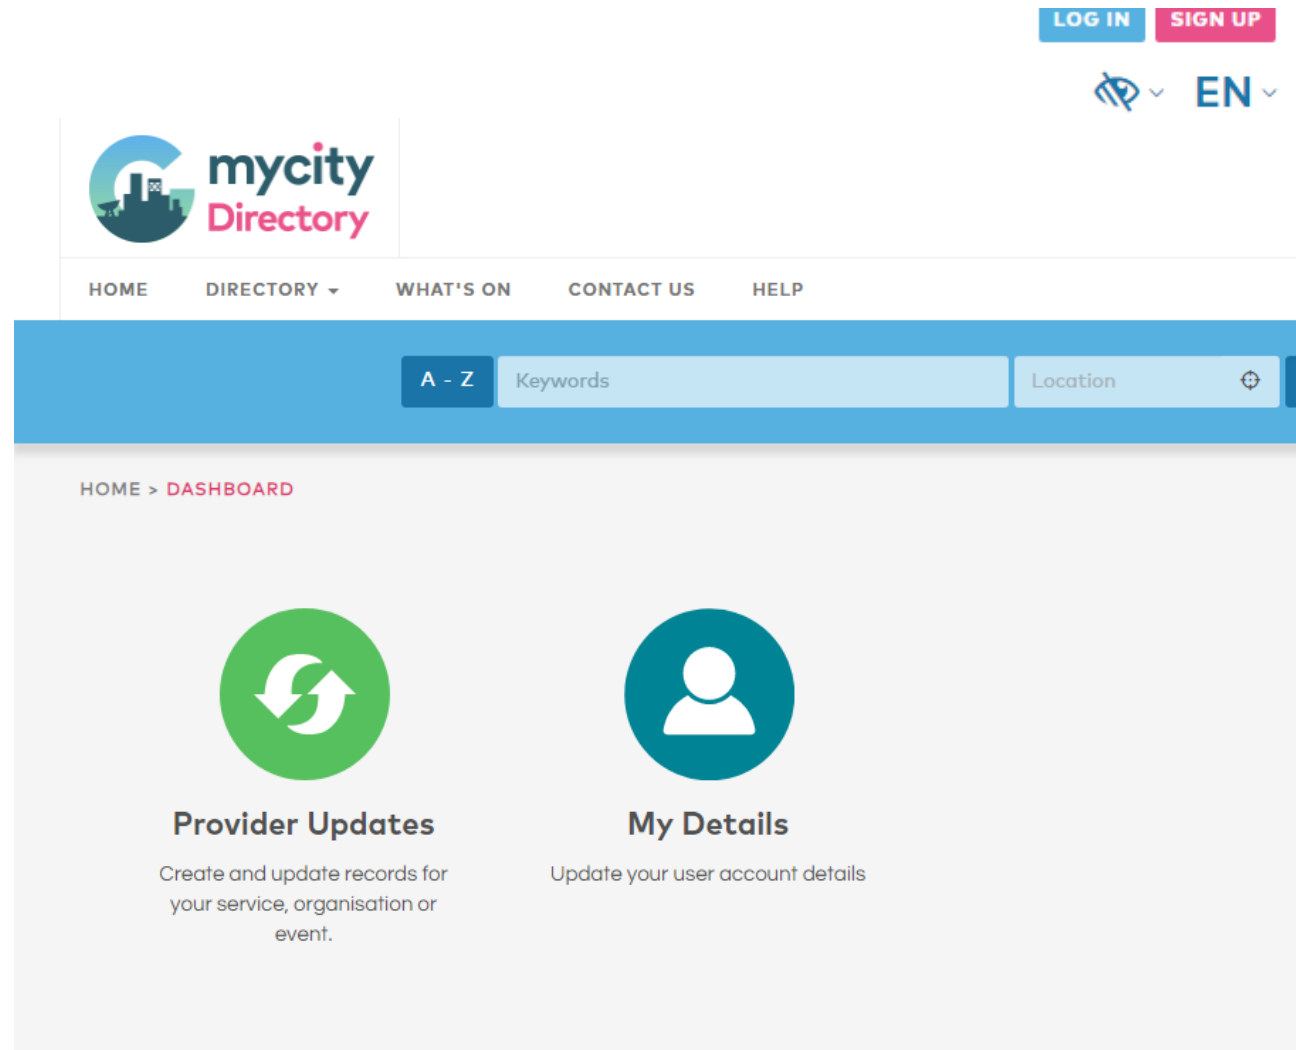 LOG IN SIGN UP
EN
mycity
Directory
HOME DIRECTORY WHAT'S ON CONTACT US HELP
A - Z Keywords Location
HOME > DASHBOARD
Provider Updates My Details
Create and update records for Update your user account details
your service, organisation or
event.